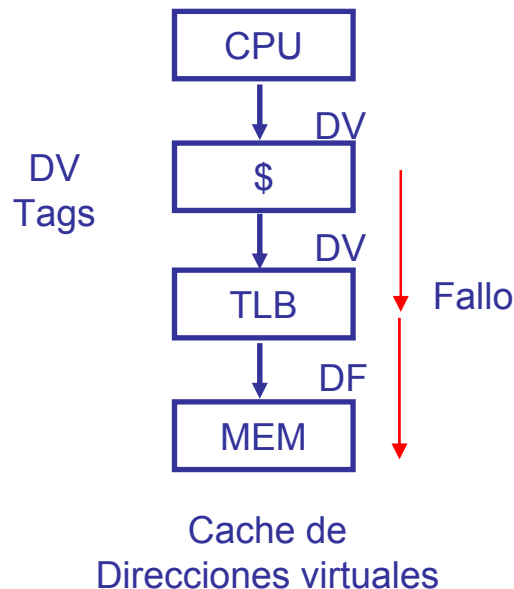 CPU
DV
DV
Tags
$
DV
TLB
Fallo
DF
MEM
Cache de
Direcciones virtuales